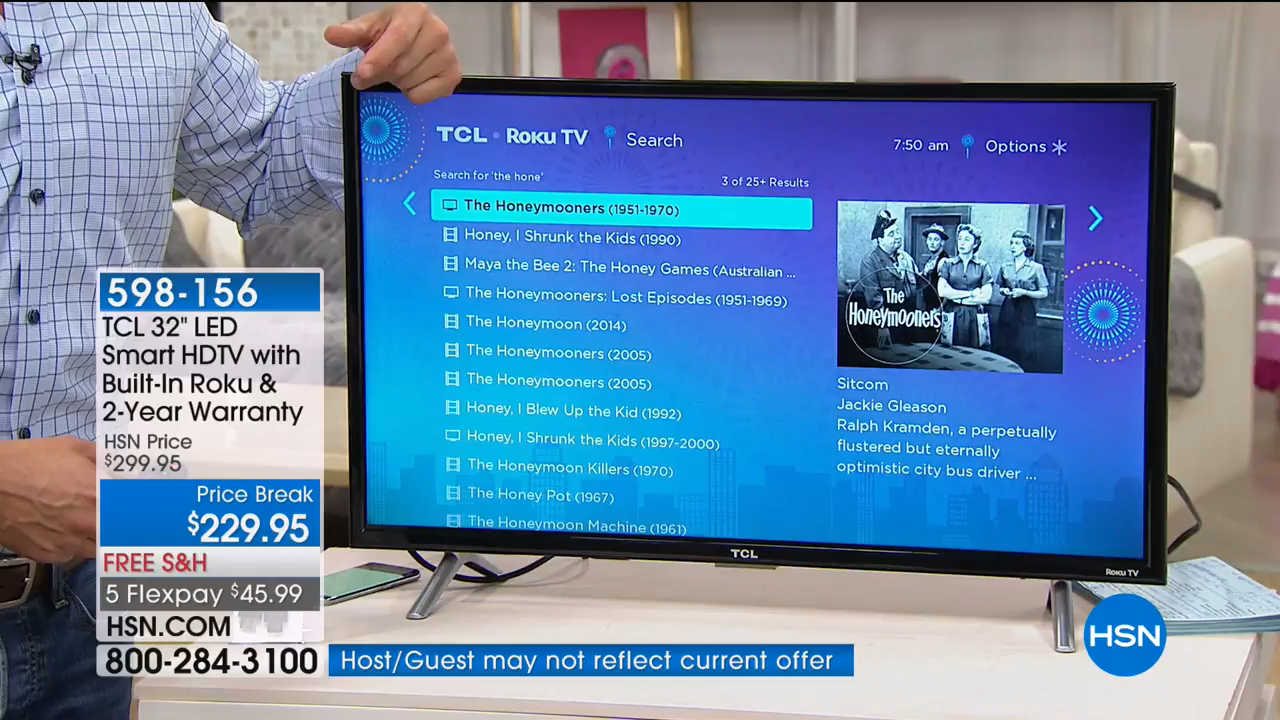 TCL • Roku TV
Search
7:50 am
Options
Search for 'the hone'
3 of 25+ Results
The Honeymooners (1951-1970)
Honey, I Shrunk the Kids (1990)
Maya the Bee 2: The Honey Games (Australian ...
The Honeymooners: Lost Episodes (1951-1969)
The Honeymoon (2014)
The Honeymooners (2005)
The Honeymooners (2005)
Honey, I Blew Up the Kid (1992)
Honey, I Shrunk the Kids (1997-2000)
The Honeymoon Killers (1970)
The Honey Pot (1967)
The Honeymoon Machine (1961)
The
Honeymooners
Sitcom
Jackie Gleason
Ralph Kramden, a perpetually
flustered but eternally
optimistic city bus driver ...
TCL
Roku TV
598-156
TCL 32" LED
Smart HDTV with
Built-In Roku &
2-Year Warranty
HSN Price
$299.95
Price Break
$229.95
FREE S&H
5 Flexpay $45.99
HSN.COM
800-284-3100
Host/Guest may not reflect current offer
HSN